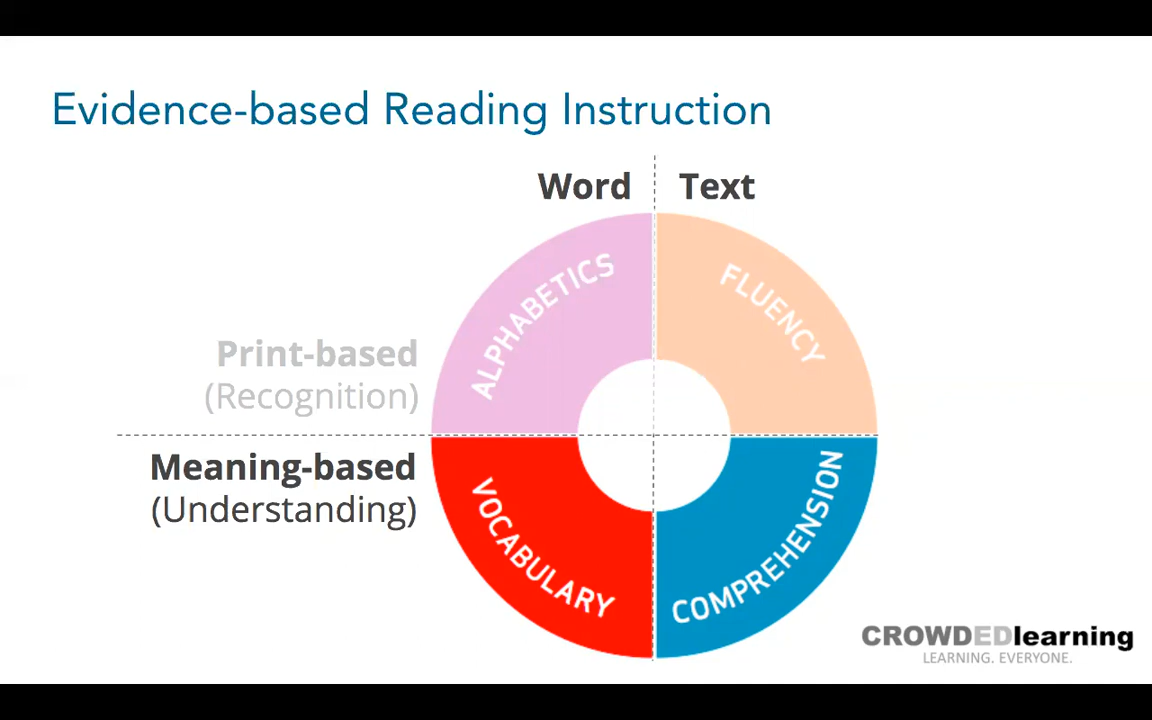 Evidence-based Reading Instruction
Word Text
ALPHABETICS
FLUENCY
Print-based
(Recognition)
Meaning-based
(Understanding)
VOCABULARY
COMPREHENSION
CROWDEDlearning
LEARNING. EVERYONE.